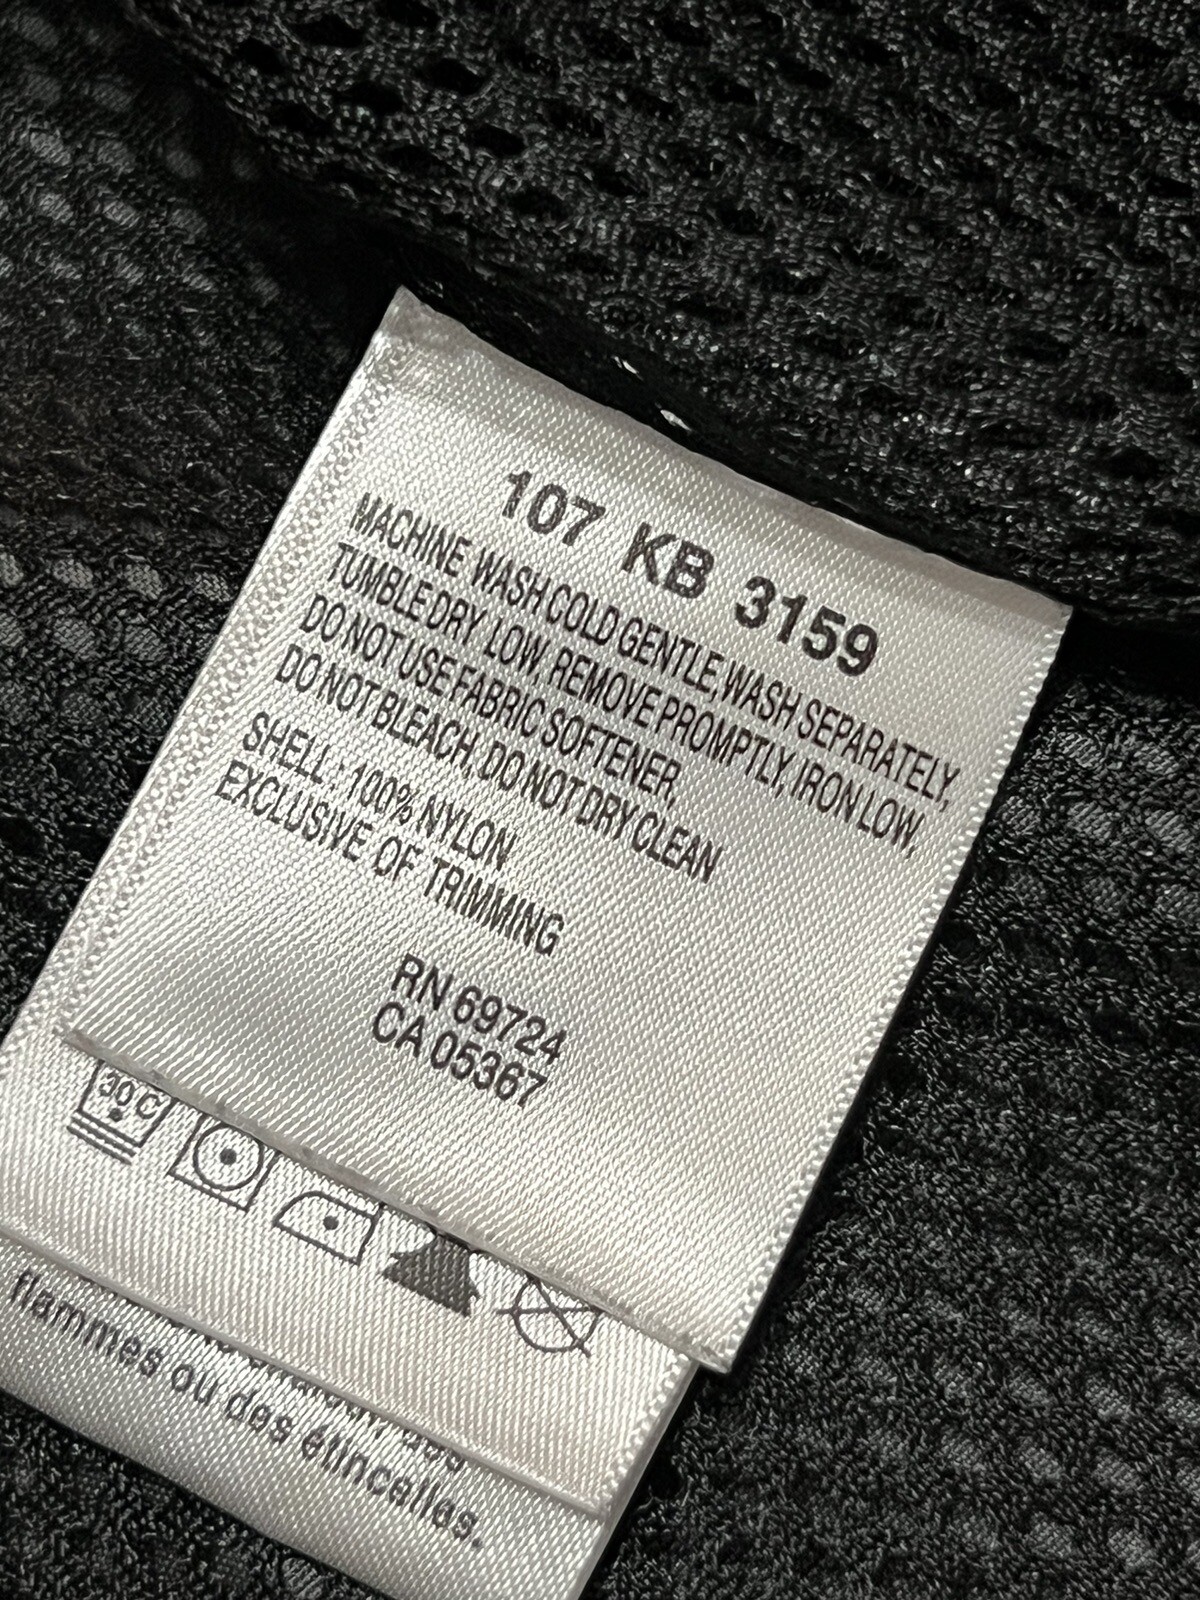 107 KB 3159
MACHINE WASH COLD GENTLE, WASH SEPARATELY,
TUMBLE DRY LOW, REMOVE PROMPTLY, IRON LOW,
DO NOT USE FABRIC SOFTENER,
DO NOT BLEACH, DO NOT DRY CLEAN
SHELL : 100% NYLON
EXCLUSIVE OF TRIMMING
RN 69724
CA 05367
30°C
flammes ou des étincelles.